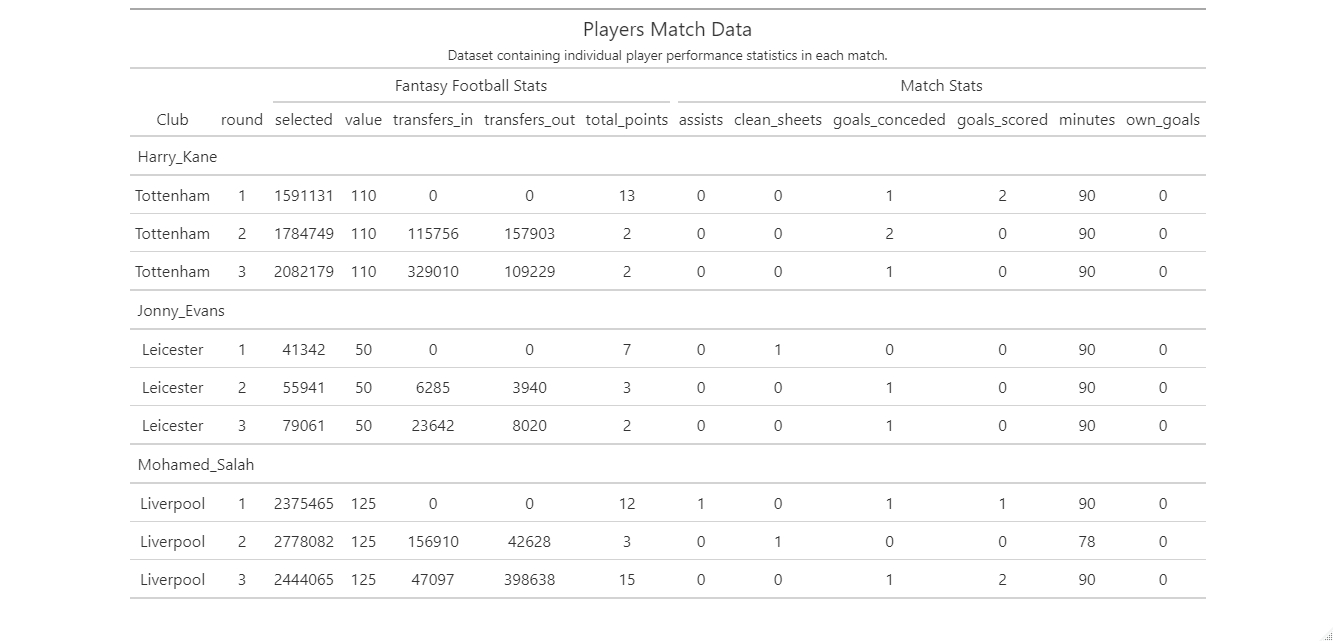 Players Match Data
Dataset containing individual player performance statistics in each match.
Fantasy Football Stats Match Stats
Club round selected value transfers_in transfers_out total_points assists clean_sheets goals_conceded goals_scored minutes own_goals
Harry_Kane
Tottenham 1 1591131 110 0 0 13 0 0 1 2 90 0
Tottenham 2 1784749 110 115756 157903 2 0 0 2 0 90 0
Tottenham 3 2082179 110 329010 109229 2 0 0 1 0 90 0
Jonny_Evans
Leicester 1 41342 50 0 0 7 0 1 0 0 90 0
Leicester 2 55941 50 6285 3940 3 0 0 1 0 90 0
Leicester 3 79061 50 23642 8020 2 0 0 1 0 90 0
Mohamed_Salah
Liverpool 1 2375465 125 0 0 12 1 0 1 1 90 0
Liverpool 2 2778082 125 156910 42628 3 0 1 0 0 78 0
Liverpool 3 2444065 125 47097 398638 15 0 0 1 2 90 0